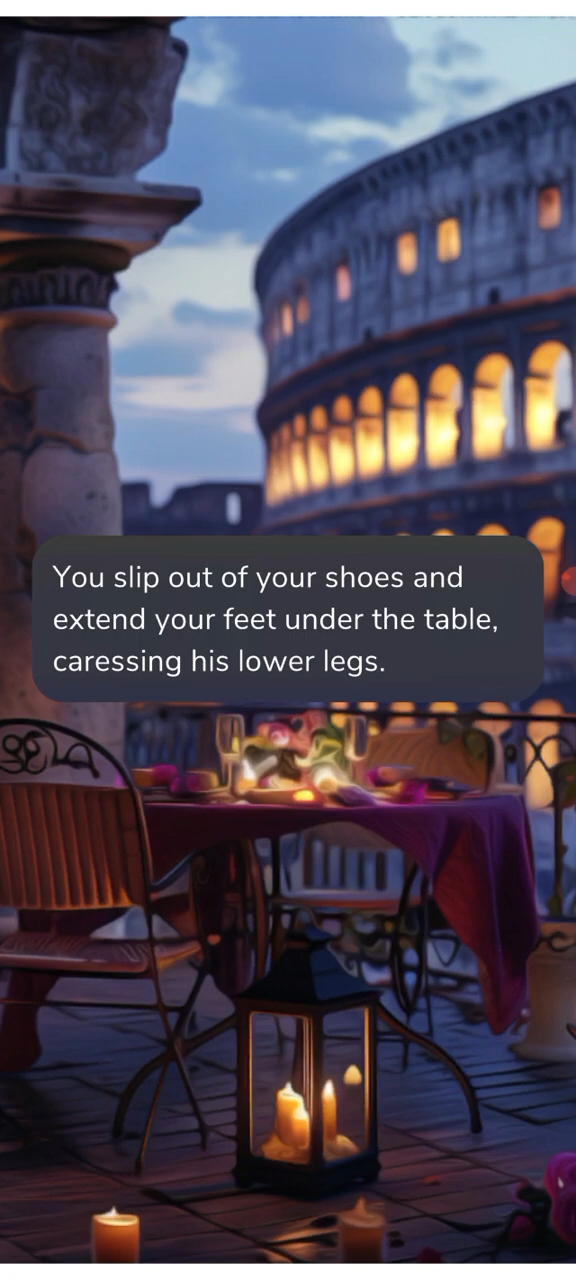 You slip out of your shoes and
extend your feet under the table,
caressing his lower legs.